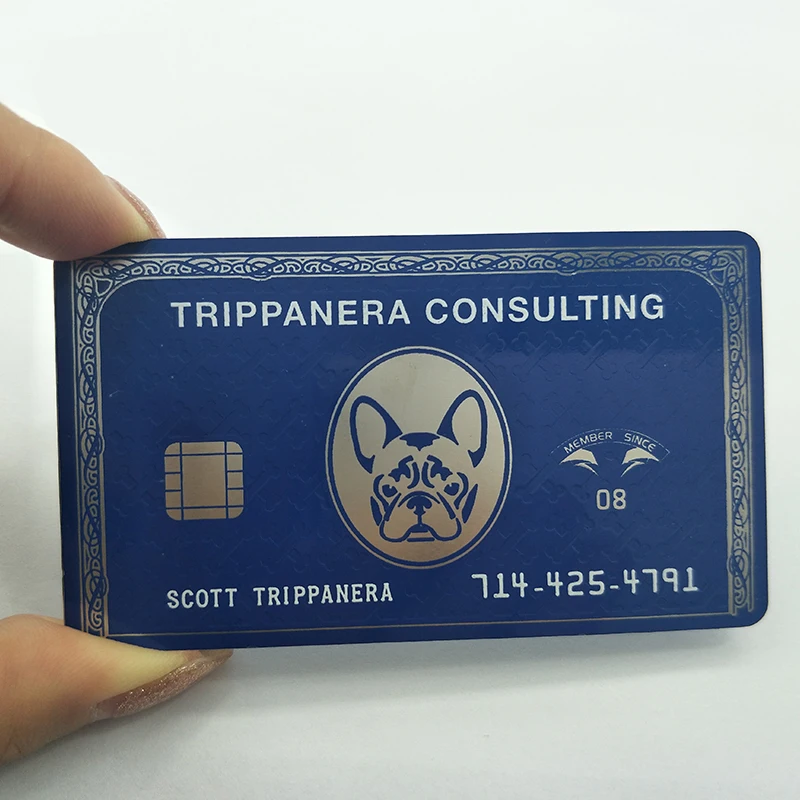 TRIPPANERA CONSULTING
MEMBER SINCE
08
SCOTT TRIPPANERA
714-425-4791